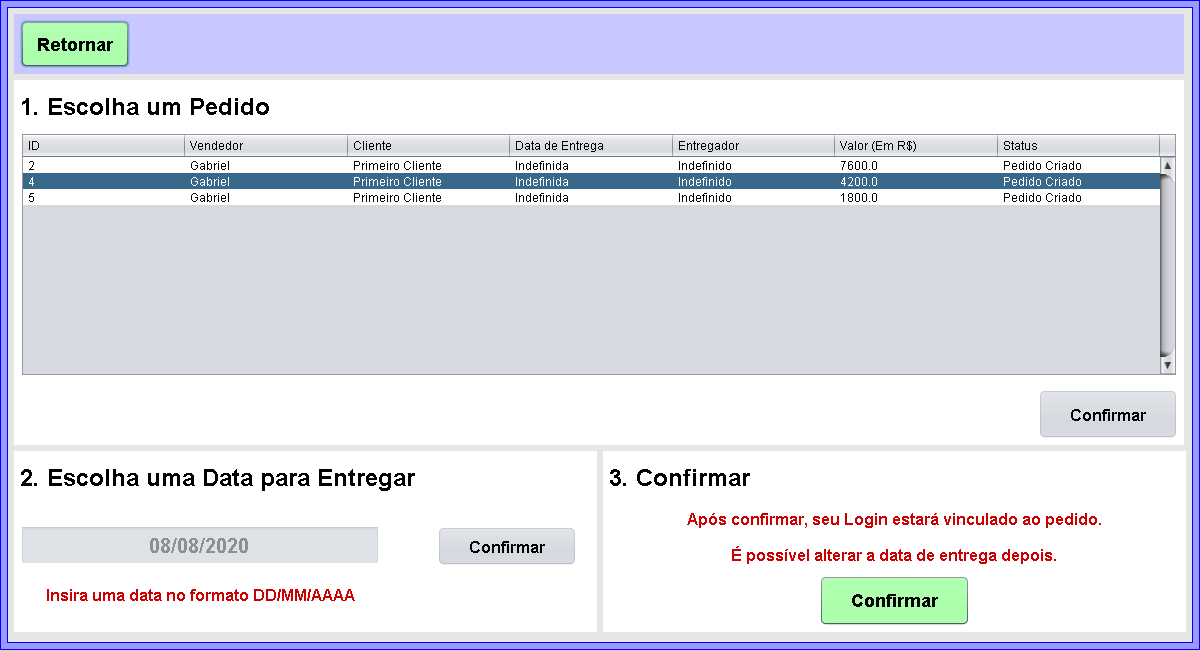 Retornar
1. Escolha um Pedido
ID Vendedor Cliente Data de Entrega Entregador Valor (Em R$) Status
2 Gabriel Primeiro Cliente Indefinida Indefinido 7600.0 Pedido Criado
4 Gabriel Primeiro Cliente Indefinida Indefinido 4200.0 Pedido Criado
5 Gabriel Primeiro Cliente Indefinida Indefinido 1800.0 Pedido Criado
Confirmar
2. Escolha uma Data para Entregar
08/08/2020
Confirmar
Insira uma data no formato DD/MM/AAAA
3. Confirmar
Após confirmar, seu Login estará vinculado ao pedido.
É possível alterar a data de entrega depois.
Confirmar